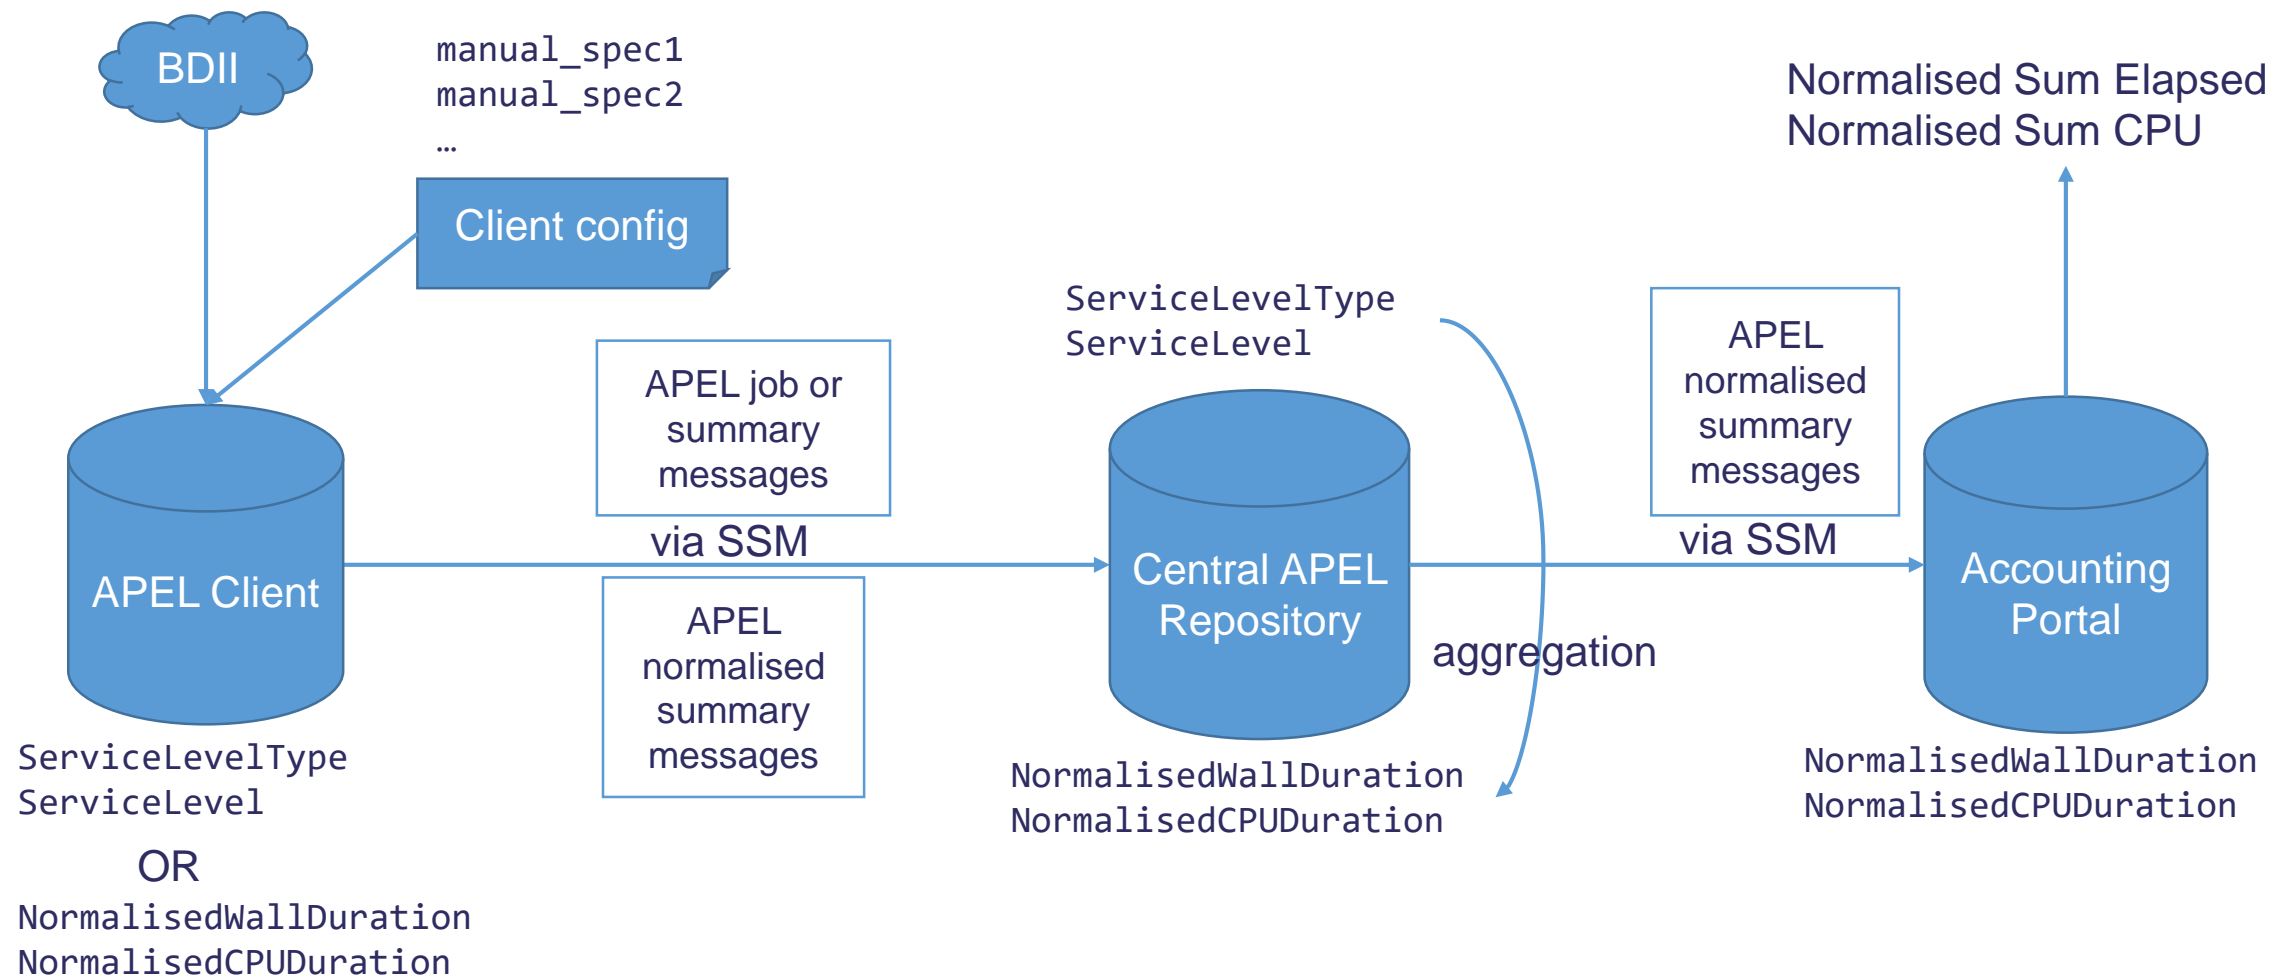 BDII
manual_spec1
manual_spec2
…
Client config
Normalised Sum Elapsed
Normalised Sum CPU
APEL job or
summary
messages
via SSM
APEL
normalised
summary
messages
ServiceLevelType
ServiceLevel
APEL
normalised
summary
messages
via SSM
APEL Client
Central APEL
Repository
aggregation
Accounting
Portal
ServiceLevelType
ServiceLevel
OR
NormalisedWallDuration
NormalisedCPUDuration
NormalisedWallDuration
NormalisedCPUDuration
NormalisedWallDuration
NormalisedCPUDuration